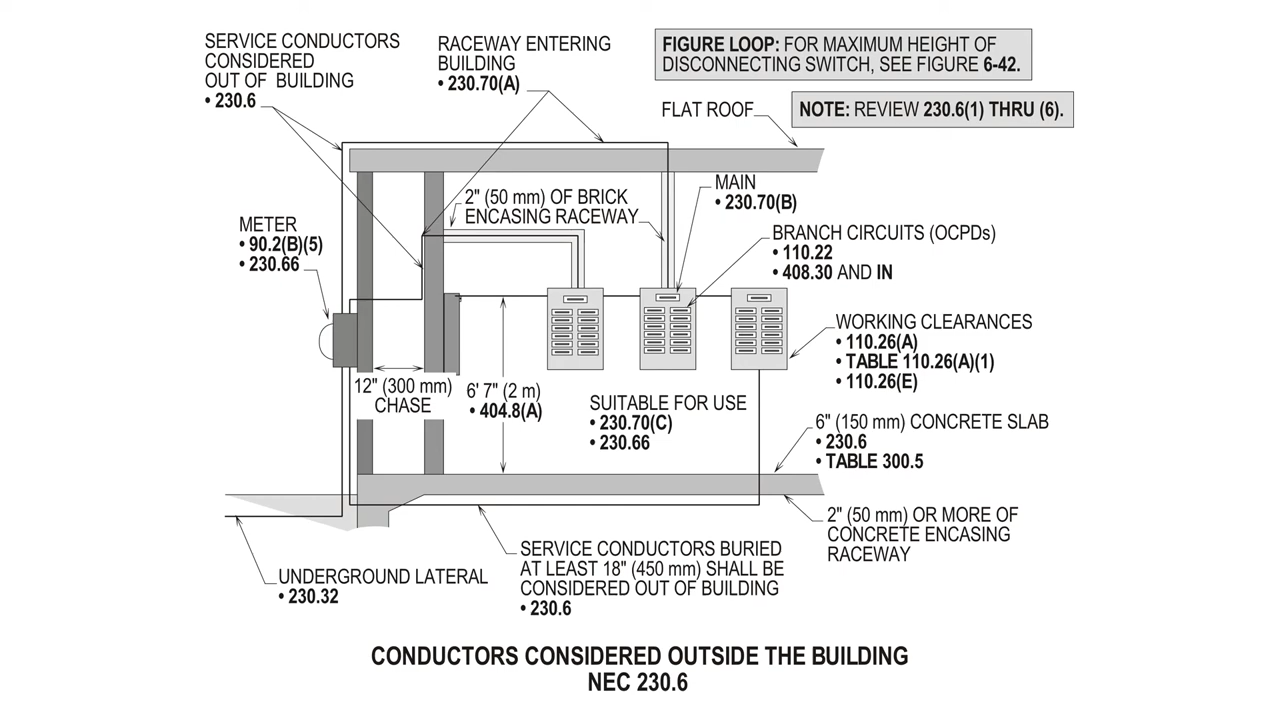 SERVICE CONDUCTORS
CONSIDERED
OUT OF BUILDING
• 230.6
RACEWAY ENTERING
BUILDING
• 230.70(A)
FIGURE LOOP: FOR MAXIMUM HEIGHT OF
DISCONNECTING SWITCH, SEE FIGURE 6-42.
FLAT ROOF
NOTE: REVIEW 230.6(1) THRU (6).
2" (50 mm) OF BRICK
ENCASING RACEWAY
MAIN
• 230.70(B)
METER
• 90.2(B)(5)
• 230.66
BRANCH CIRCUITS (OCPDs)
• 110.22
• 408.30 AND IN
WORKING CLEARANCES
• 110.26(A)
• TABLE 110.26(A)(1)
• 110.26(E)
12" (300 mm)
CHASE
6' 7" (2 m)
• 404.8(A)
SUITABLE FOR USE
• 230.70(C)
• 230.66
6" (150 mm) CONCRETE SLAB
• 230.6
• TABLE 300.5
2" (50 mm) OR MORE OF
CONCRETE ENCASING
RACEWAY
UNDERGROUND LATERAL
• 230.32
SERVICE CONDUCTORS BURIED
AT LEAST 18" (450 mm) SHALL BE
CONSIDERED OUT OF BUILDING
• 230.6
CONDUCTORS CONSIDERED OUTSIDE THE BUILDING
NEC 230.6